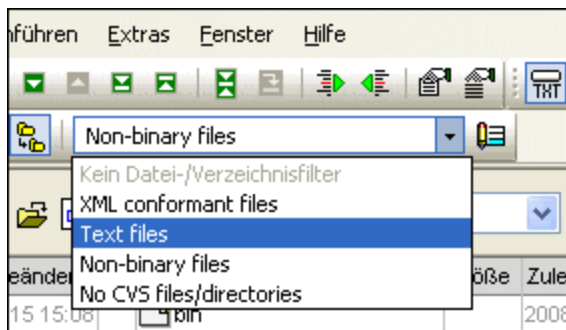 nführen Extras Fenster Hilfe
TXT
Non-binary files
Kein Datei-/Verzeichnisfilter
XML conformant files
Text files
Non-binary files
No CVS files/directories
eänder öße Zule
15 15:08 bin 2008